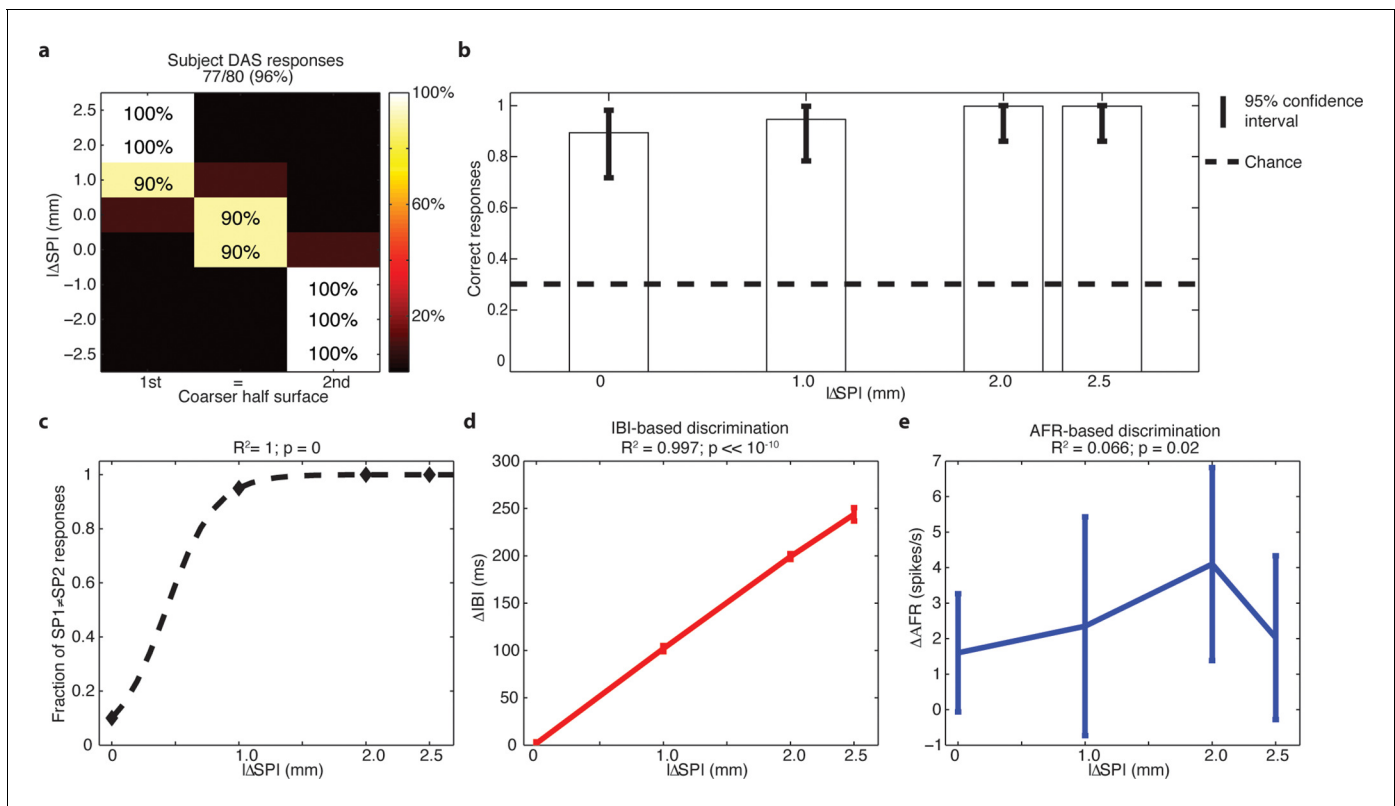 a
Subject DAS responses
77/80 (96%)
I∆SPI (mm)
2.5
2.0
1.0
0.0
0.0
−1.0
−2.0
−2.5
100%
100%
90%
90%
90%
100%
100%
100%
1st
=
2nd
Coarser half surface
100%
60%
20%
b
Correct responses
1
0.8
0.6
0.4
0.2
0
0
1.0
2.0
2.5
I∆SPI (mm)
95% confidence
interval
Chance
c
R²= 1; p = 0
Fraction of SP1≠SP2 responses
1
0.8
0.6
0.4
0.2
0
0
1.0
2.0
2.5
I∆SPI (mm)
d
IBI-based discrimination
R² = 0.997; p << 10⁻¹⁰
∆IBI (ms)
300
250
200
150
100
50
0
0
1.0
2.0
2.5
I∆SPI (mm)
e
AFR-based discrimination
R² = 0.066; p = 0.02
∆AFR (spikes/s)
7
6
5
4
3
2
1
0
−1
0
1.0
2.0
2.5
I∆SPI (mm)